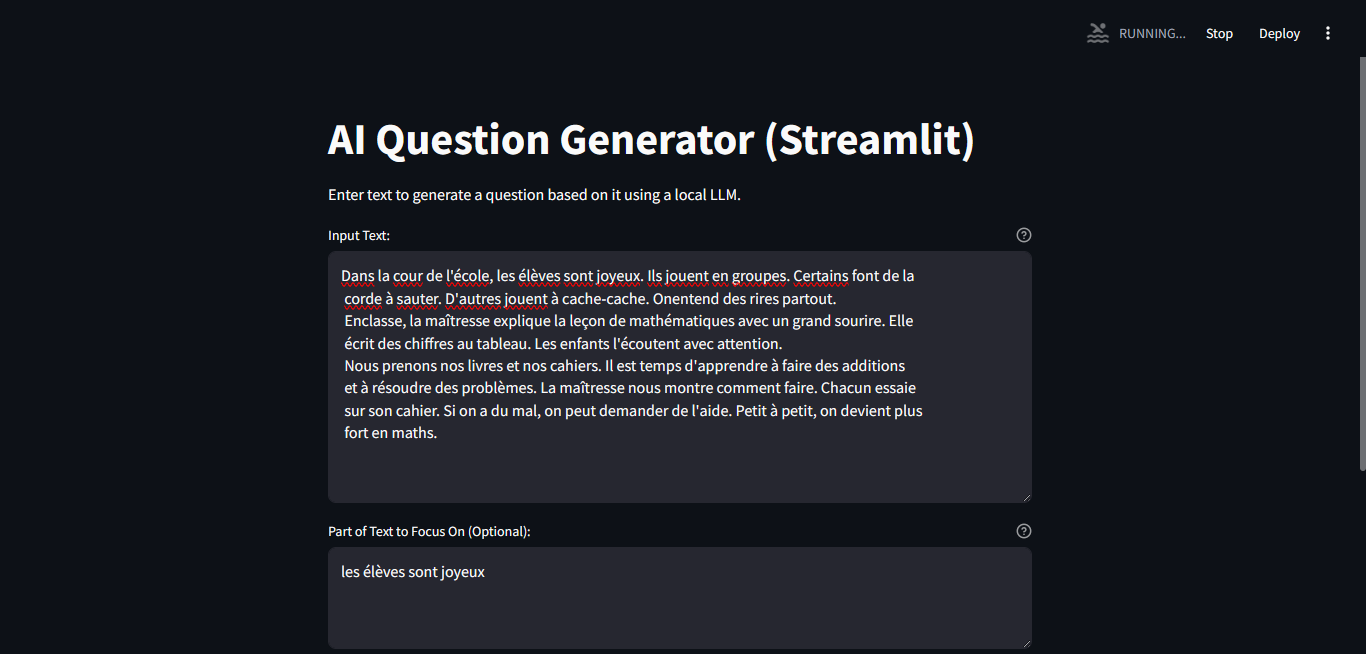 RUNNING...
Stop
Deploy
AI Question Generator (Streamlit)
Enter text to generate a question based on it using a local LLM.
Input Text:
Dans la cour de l'école, les élèves sont joyeux. Ils jouent en groupes. Certains font de la
corde à sauter. D'autres jouent à cache-cache. Onentend des rires partout.
Enclasse, la maîtresse explique la leçon de mathématiques avec un grand sourire. Elle
écrit des chiffres au tableau. Les enfants l'écoutent avec attention.
Nous prenons nos livres et nos cahiers. Il est temps d'apprendre à faire des additions
et à résoudre des problèmes. La maîtresse nous montre comment faire. Chacun essaie
sur son cahier. Si on a du mal, on peut demander de l'aide. Petit à petit, on devient plus
fort en maths.
Part of Text to Focus On (Optional):
les élèves sont joyeux